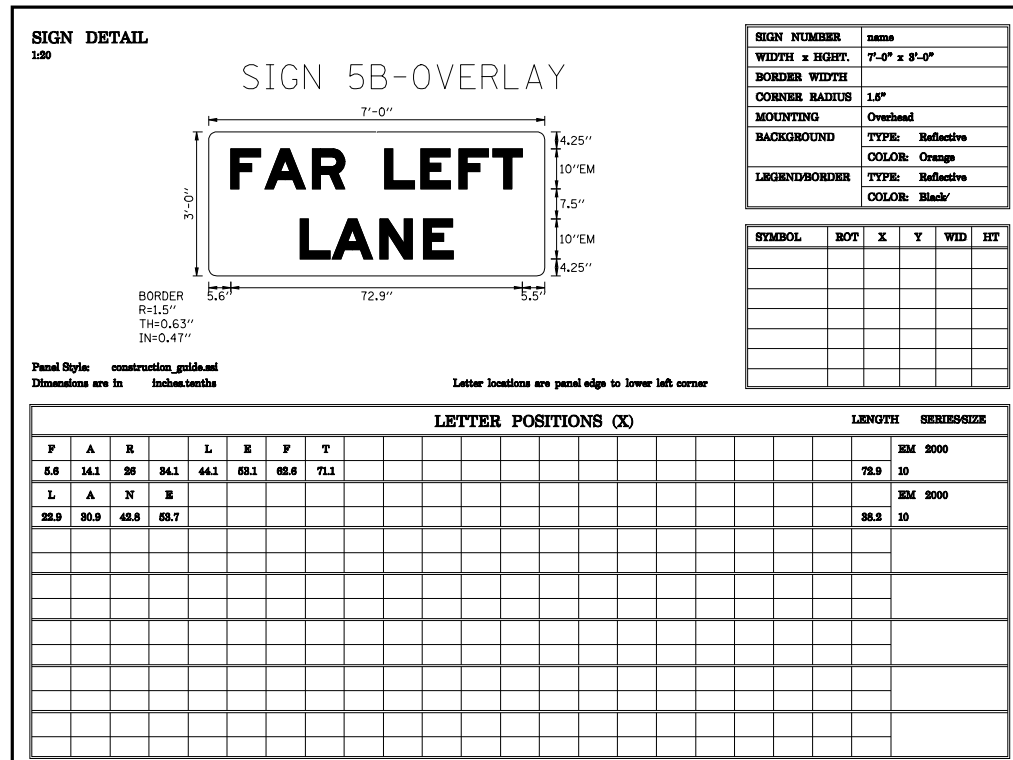 SIGN DETAIL
1:20
SIGN 5B-OVERLAY
7'-0''
3'-0''
FAR LEFT
LANE
4.25''
10''EM
7.5''
10''EM
4.25''
5.6'' 72.9'' 5.5''
BORDER
R=1.5''
TH=0.63''
IN=0.47''
Panel Style: construction_guide.ssi
Dimensions are in inches.tenths
Letter locations are panel edge to lower left corner
SIGN NUMBER name
WIDTH x HGHT. 7'-0" x 3'-0"
BORDER WIDTH
CORNER RADIUS 1.5"
MOUNTING Overhead
BACKGROUND TYPE: Reflective
COLOR: Orange
LEGEND/BORDER TYPE: Reflective
COLOR: Black/
SYMBOL ROT X Y WID HT
LETTER POSITIONS (X) LENGTH SERIES/SIZE
F A R L E F T EM 2000
5.6 14.1 26 34.1 44.1 53.1 62.6 71.1 72.9 10
L A N E EM 2000
22.9 30.9 42.8 53.7 38.2 10